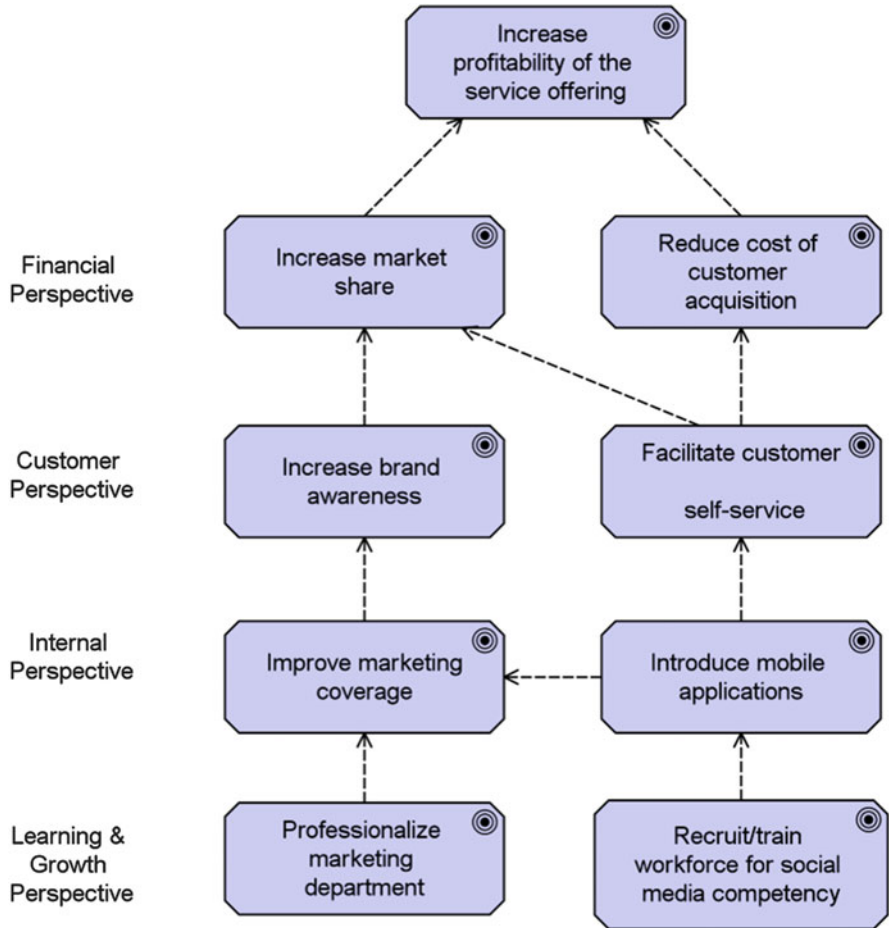 Increase
profitability of the
service offering
Financial
Perspective
Increase market
share
Reduce cost of
customer
acquisition
Customer
Perspective
Increase brand
awareness
Facilitate customer
self-service
Internal
Perspective
Improve marketing
coverage
Introduce mobile
applications
Learning &
Growth
Perspective
Professionalize
marketing
department
Recruit/train
workforce for social
media competency